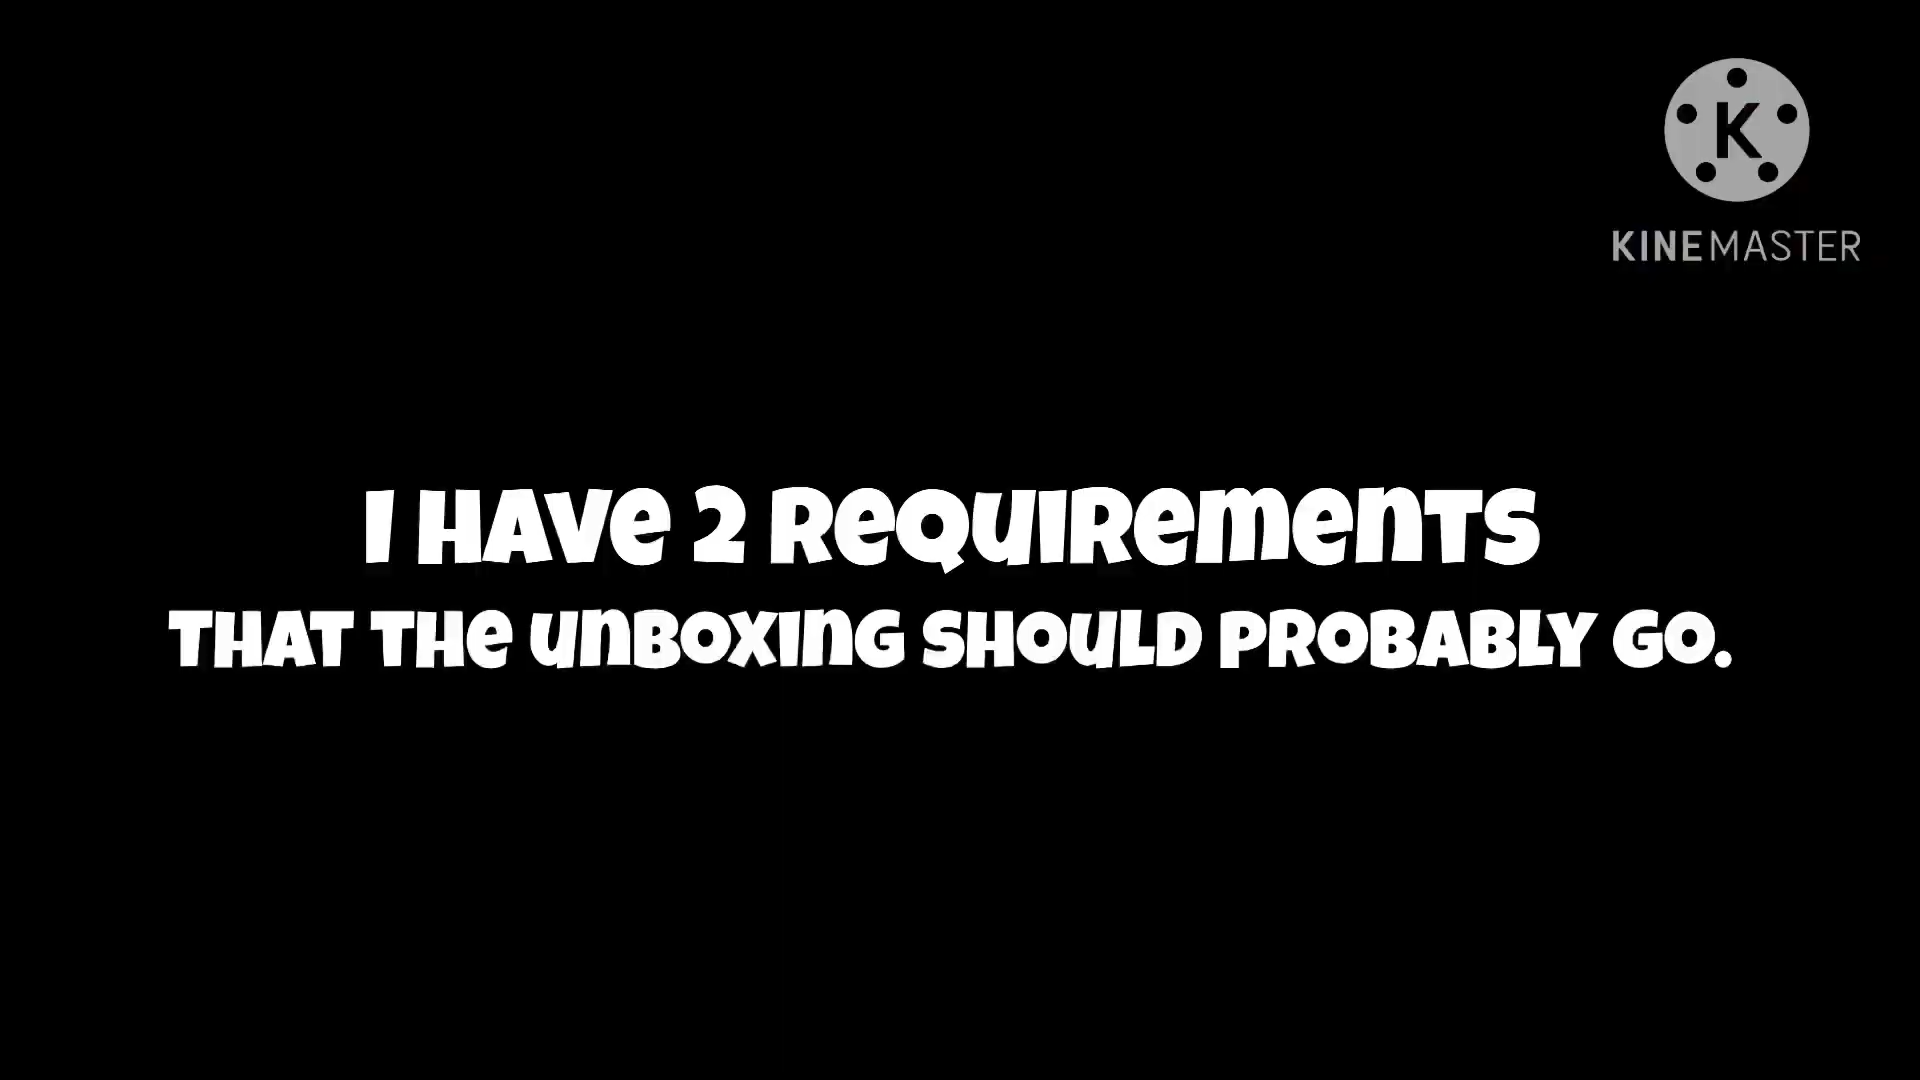 K
KINEMASTER
I HAVE 2 REQUIREMENTS
THAT THE UNBOXING SHOULD PROBABLY GO.